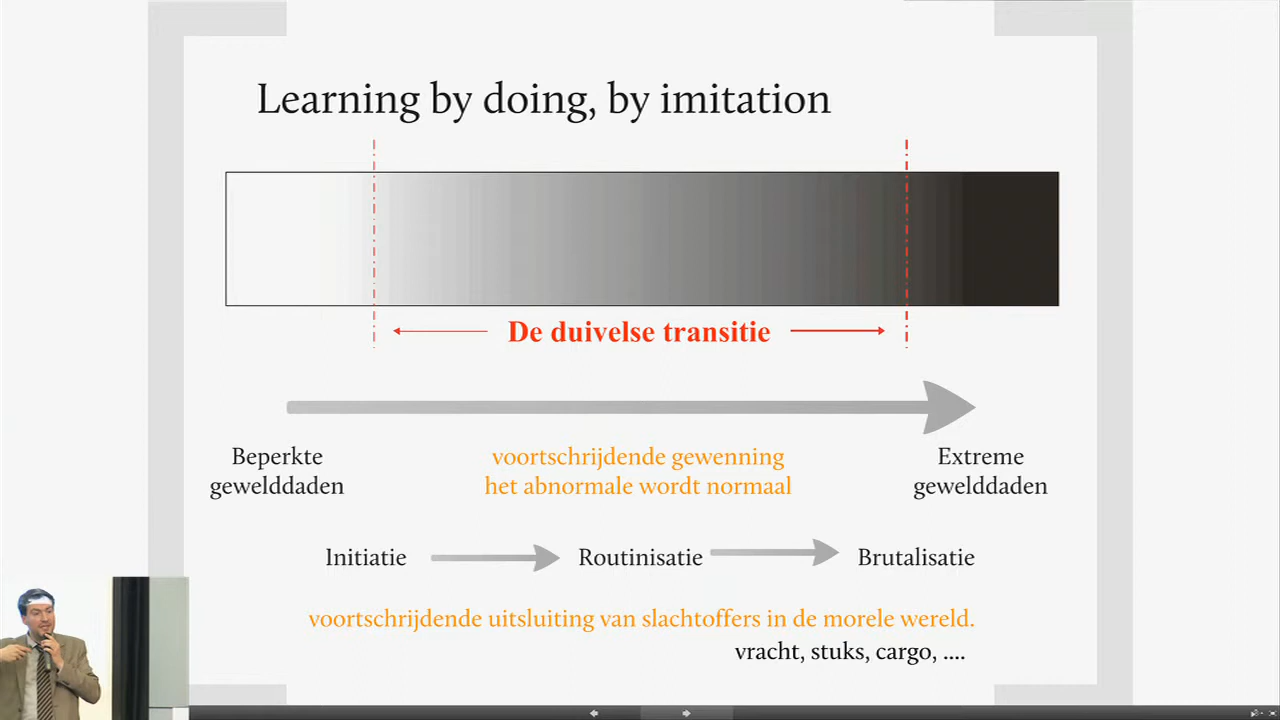 Learning by doing, by imitation
De duivelse transitie
Beperkte
gewelddaden
voortschrijdende gewenning
het abnormale wordt normaal
Extreme
gewelddaden
Initiatie
Routinisatie
Brutalisatie
voortschrijdende uitsluiting van slachtoffers in de morele wereld.
vracht, stuks, cargo, ....